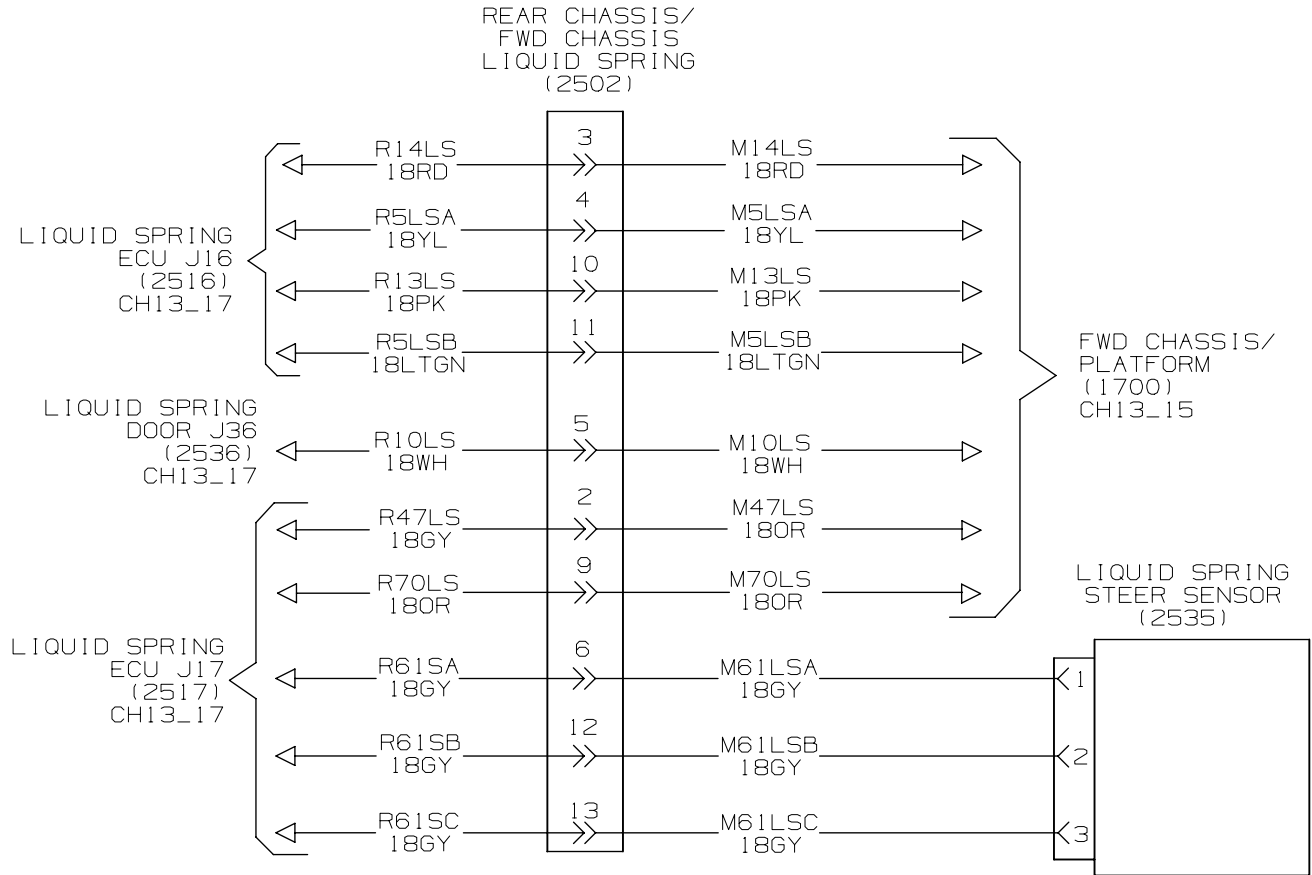 REAR CHASSIS/
FWD CHASSIS
LIQUID SPRING
(2502)
LIQUID SPRING
ECU J16
(2516)
CH13_17
R14LS
18RD
3
M14LS
18RD
R5LSA
18YL
4
M5LSA
18YL
R13LS
18PK
10
M13LS
18PK
R5LSB
18LTGN
11
M5LSB
18LTGN
FWD CHASSIS/
PLATFORM
(1700)
CH13_15
LIQUID SPRING
DOOR J36
(2536)
CH13_17
R10LS
18WH
5
M10LS
18WH
R47LS
18GY
2
M47LS
18OR
R70LS
18OR
9
M70LS
18OR
LIQUID SPRING
ECU J17
(2517)
CH13_17
LIQUID SPRING
STEER SENSOR
(2535)
R61SA
18GY
6
M61LSA
18GY
1
R61SB
18GY
12
M61LSB
18GY
2
R61SC
18GY
13
M61LSC
18GY
3